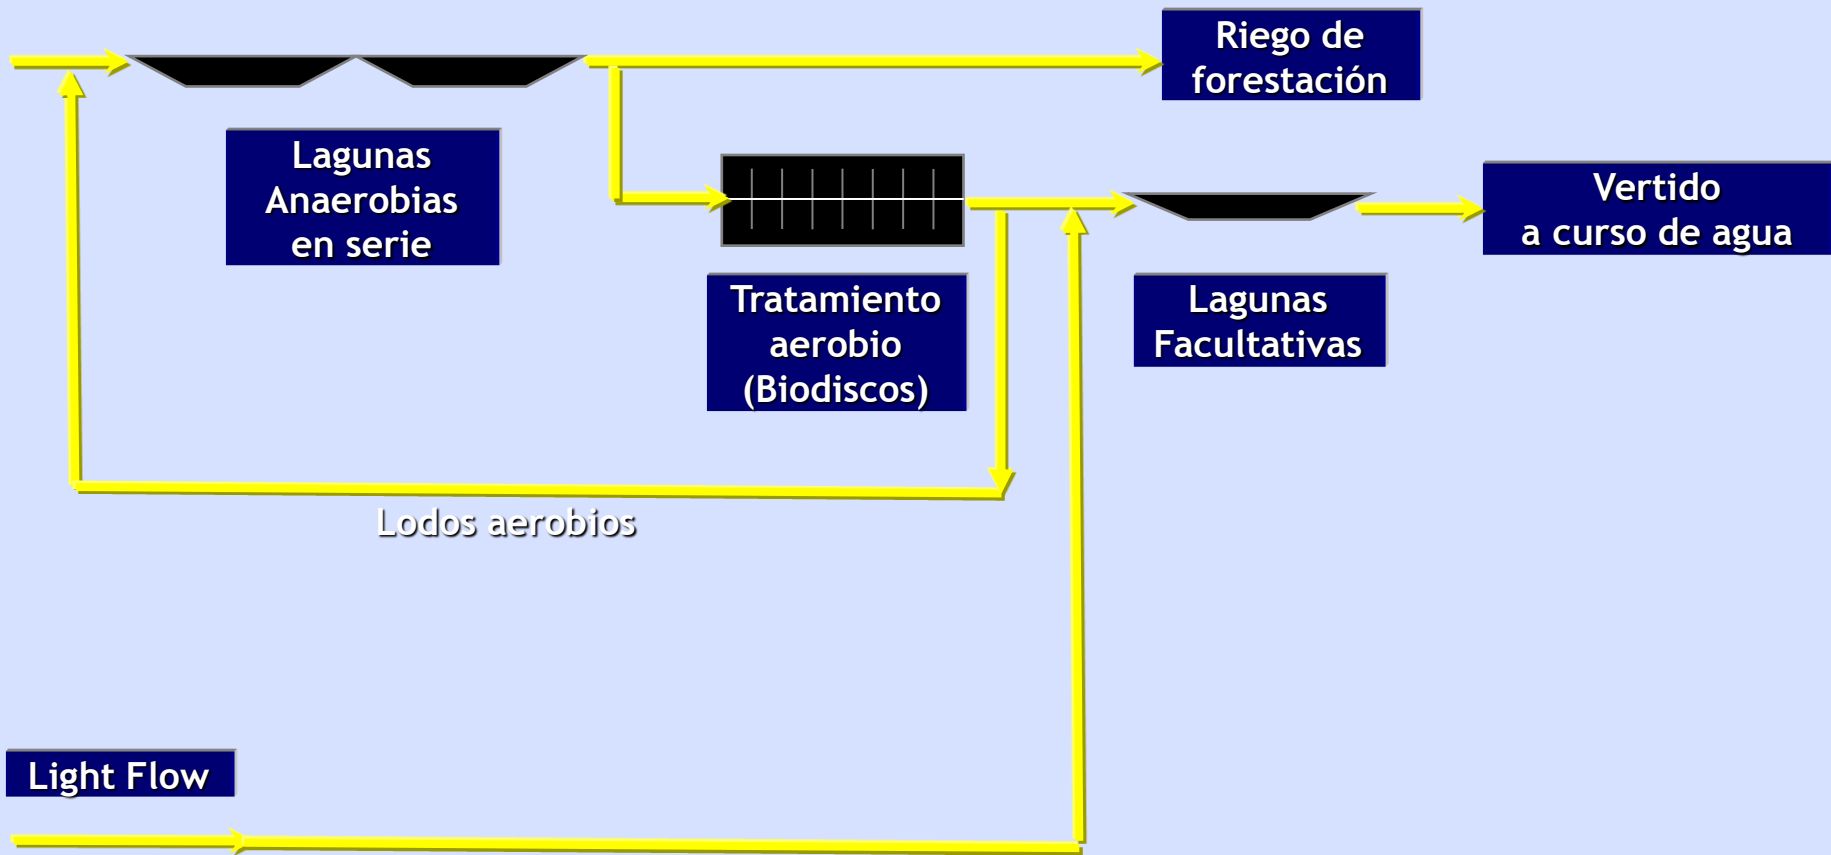 Riego de
forestación
Lagunas
Anaerobias
en serie
Vertido
a curso de agua
Tratamiento
aerobio
(Biodiscos)
Lagunas
Facultativas
Lodos aerobios
Light Flow